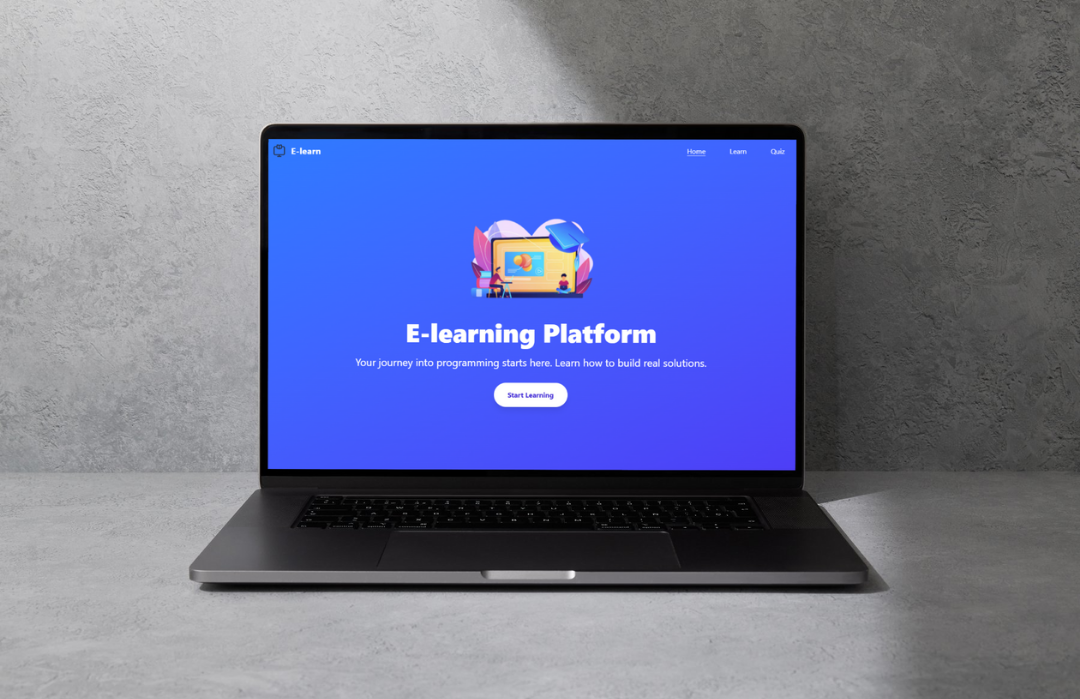 E-learn
Home
Learn
Quiz
E-learning Platform
Your journey into programming starts here. Learn how to build real solutions.
Start Learning